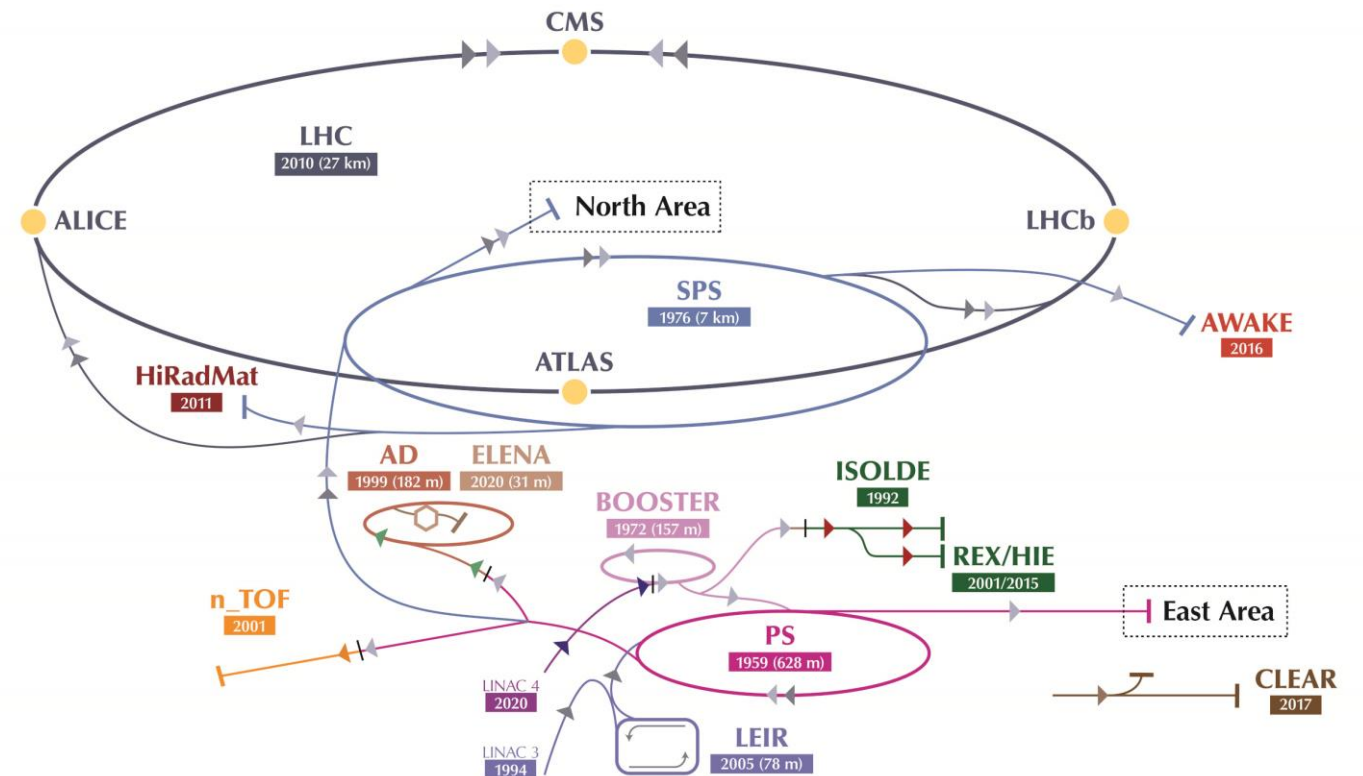 CMS
LHC
2010 (27 km)
North Area
ALICE
LHCb
SPS
1976 (7 km)
AWAKE
2016
ATLAS
HiRadMat
2011
AD
1999 (182 m)
ELENA
2020 (31 m)
ISOLDE
1992
BOOSTER
1972 (157 m)
REX/HIE
2001/2015
n_TOF
2001
East Area
PS
1959 (628 m)
LINAC 4
2020
CLEAR
2017
LINAC 3
1994
LEIR
2005 (78 m)